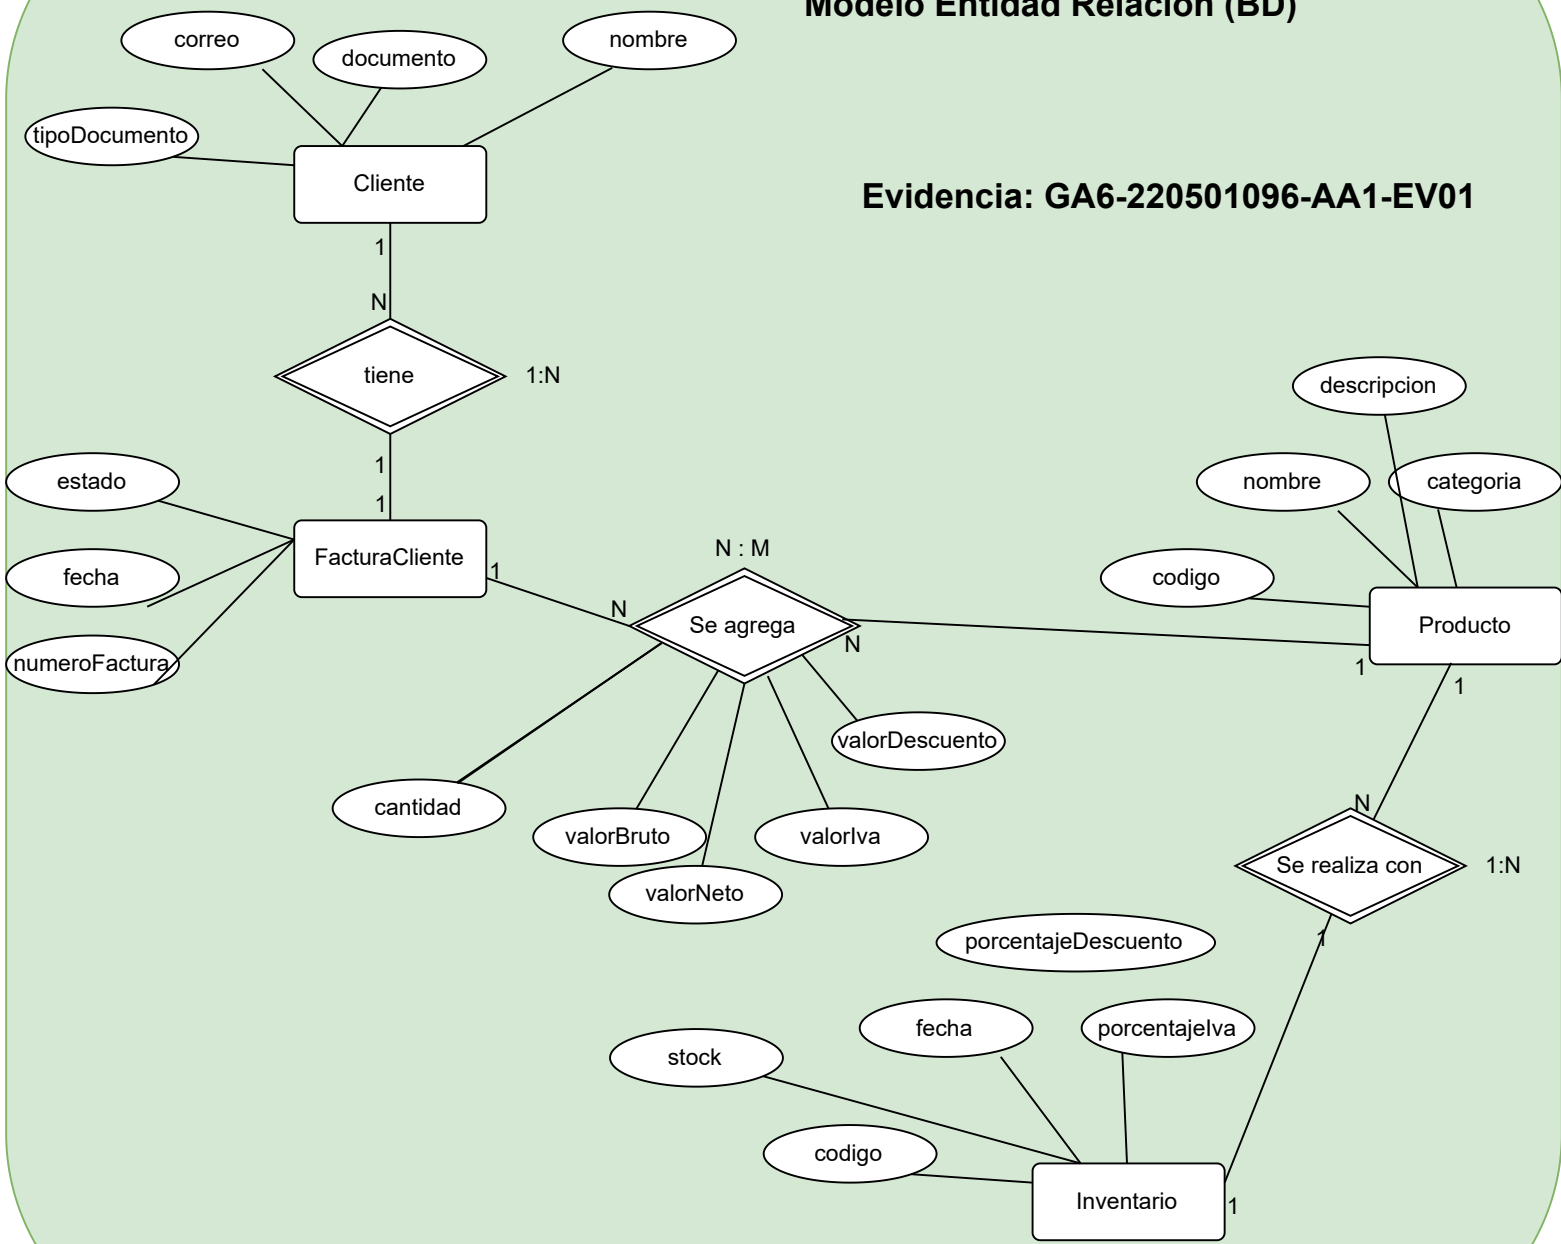 Modelo Entidad Relación (BD)
correo
documento
nombre
tipoDocumento
Cliente
Evidencia: GA6-220501096-AA1-EV01
1
N
tiene
1:N
descripcion
1
estado
nombre
categoria
1
FacturaCliente
N : M
fecha
1
codigo
N
Se agrega
Producto
N
numeroFactura
1
1
valorDescuento
cantidad
N
valorBruto
valorIva
Se realiza con
1:N
valorNeto
1
porcentajeDescuento
fecha
porcentajeIva
stock
codigo
Inventario
1